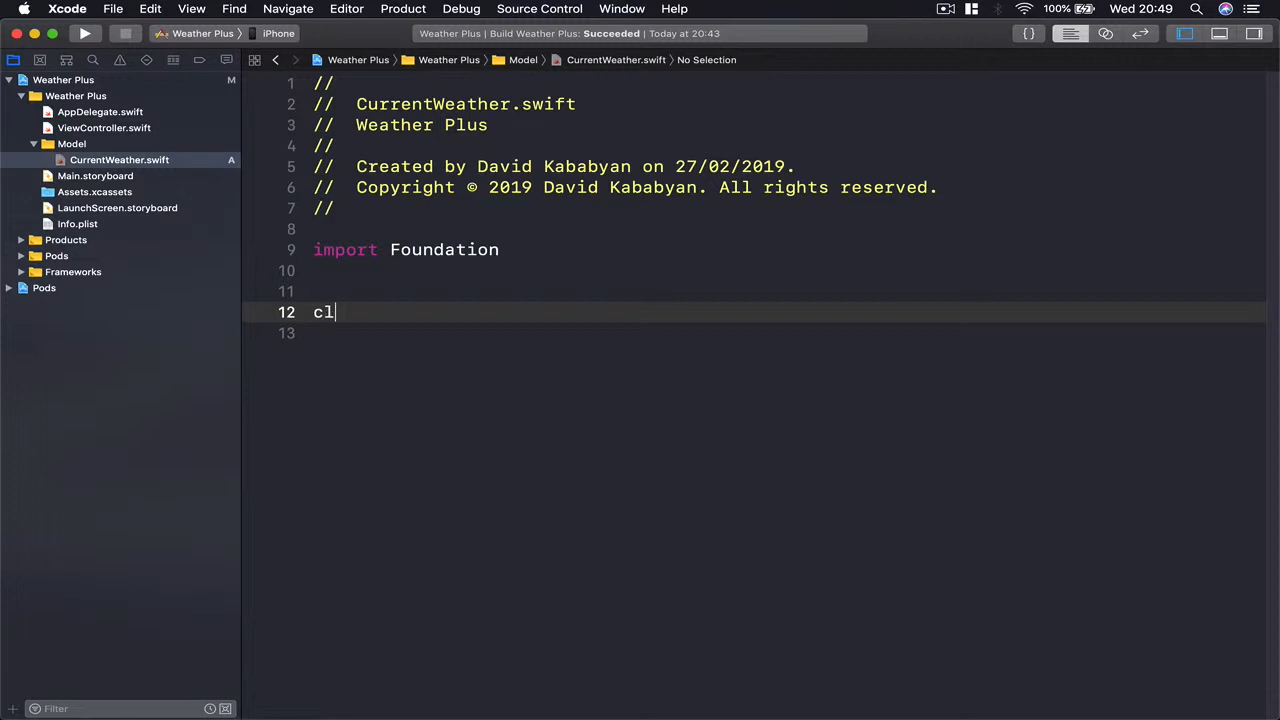 Xcode File Edit View Find Navigate Editor Product Debug Source Control Window Help 100% Wed 20:49
Weather Plus iPhone Weather Plus | Build Weather Plus: Succeeded | Today at 20:43 {}
Weather Plus Weather Plus Model CurrentWeather.swift No Selection
Weather Plus M
Weather Plus
AppDelegate.swift
ViewController.swift
Model
CurrentWeather.swift A
Main.storyboard
Assets.xcassets
LaunchScreen.storyboard
Info.plist
Products
Pods
Frameworks
Pods
Filter
1 //
2 // CurrentWeather.swift
3 // Weather Plus
4 //
5 // Created by David Kababyan on 27/02/2019.
6 // Copyright © 2019 David Kababyan. All rights reserved.
7 //
8
9 import Foundation
10
11
12 cl
13